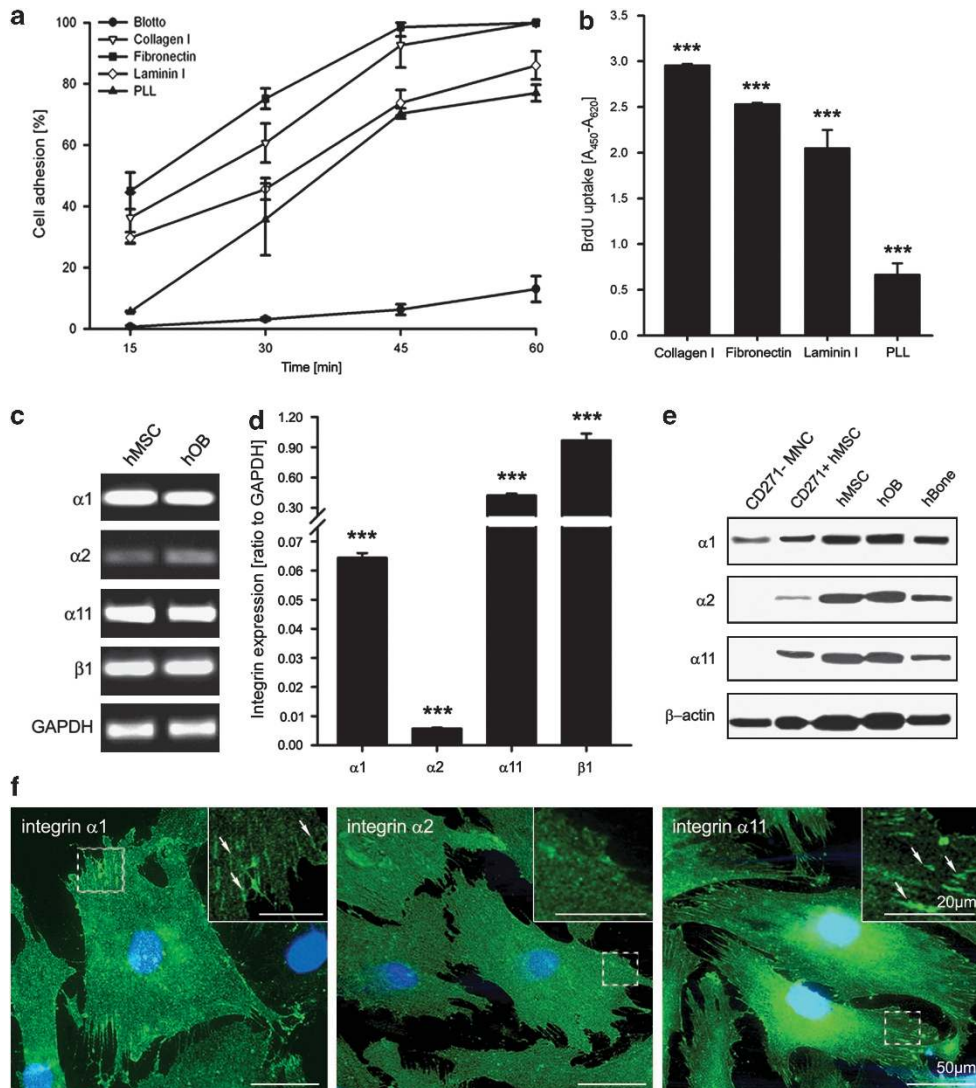 a
Blotto
Collagen I
Fibronectin
Laminin I
PLL
Cell adhesion [%]
100
80
60
40
20
0
15 30 45 60
Time [min]
b
BrdU uptake [A450-A620]
3.5
3.0
2.5
2.0
1.5
1.0
0.5
0.0
*** *** *** ***
Collagen I Fibronectin Laminin I PLL
c
hMSC hOB
α1
α2
α11
β1
GAPDH
d
Integrin expression [ratio to GAPDH]
1.20
0.90
0.60
0.30
0.07
0.06
0.05
0.04
0.03
0.02
0.01
0.00
*** *** *** ***
α1 α2 α11 β1
e
CD271- MNC CD271+ hMSC hMSC hOB hBone
α1
α2
α11
β–actin
f
integrin α1
integrin α2
integrin α11
20μm
50μm